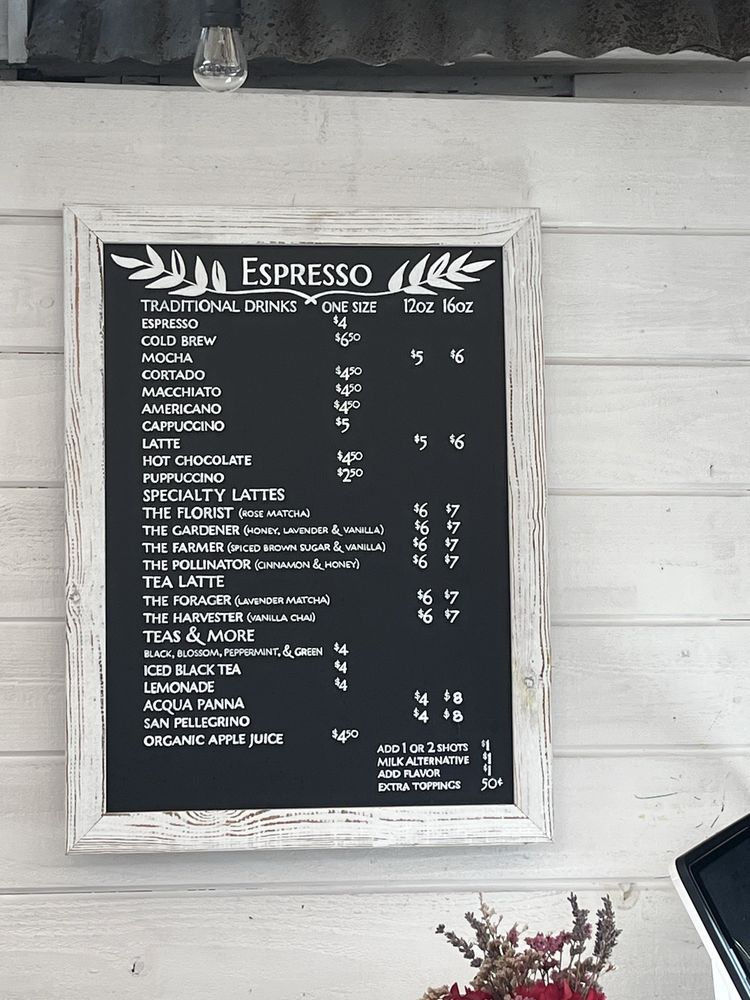 ESPRESSO
TRADITIONAL DRINKS ONE SIZE 12OZ 16OZ
ESPRESSO $4
COLD BREW $650
MOCHA $5 $6
CORTADO $450
MACCHIATO $450
AMERICANO $450
CAPPUCCINO $5
LATTE $5 $6
HOT CHOCOLATE $450
PUPPUCCINO $250
SPECIALTY LATTES
THE FLORIST (ROSE MATCHA) $6 $7
THE GARDENER (HONEY, LAVENDER & VANILLA) $6 $7
THE FARMER (SPICED BROWN SUGAR & VANILLA) $6 $7
THE POLLINATOR (CINNAMON & HONEY) $6 $7
TEA LATTE
THE FORAGER (LAVENDER MATCHA) $6 $7
THE HARVESTER (VANILLA CHAI) $6 $7
TEAS & MORE
BLACK, BLOSSOM, PEPPERMINT, & GREEN $4
ICED BLACK TEA $4
LEMONADE $4
ACQUA PANNA $4 $8
SAN PELLEGRINO $4 $8
ORGANIC APPLE JUICE $450
ADD 1 OR 2 SHOTS $1
MILK ALTERNATIVE $1
ADD FLAVOR $1
EXTRA TOPPINGS 50¢